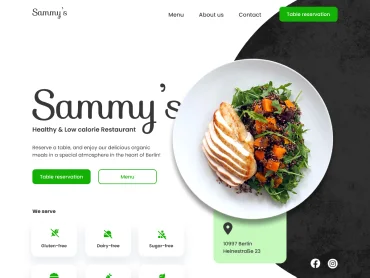 Sammy's
Menu
About us
Contact
Table reservation
Sammy's
Healthy & Low calorie Restaurant
Reserve a table, and enjoy our delicious organic
meals in a special atmosphere in the heart of Berlin!
Table reservation
Menu
We serve
Gluten-free
Dairy-free
Sugar-free
10997 Berlin
Heinestraße 23